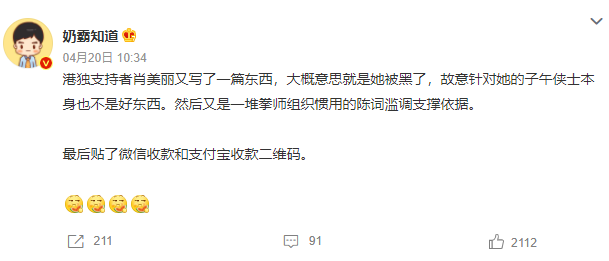 奶霸知道
04月20日 10:34
港独支持者肖美丽又写了一篇东西，大概意思就是她被黑了，故意针对她的子午侠士本
身也不是好东西。然后又是一堆拳师组织惯用的陈词滥调支撑依据。
最后贴了微信收款和支付宝收款二维码。
211
91
2112